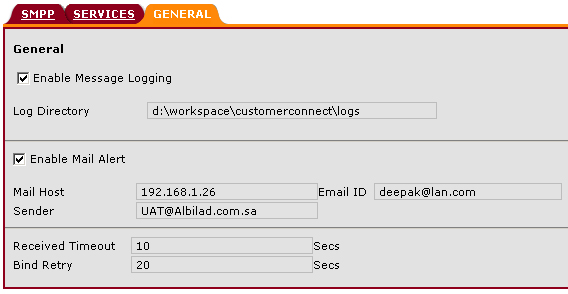 SMPP SERVICES GENERAL
General
Enable Message Logging
Log Directory d:\workspace\customerconnect\logs
Enable Mail Alert
Mail Host 192.168.1.26 Email ID deepak@lan.com
Sender UAT@Albilad.com.sa
Received Timeout 10 Secs
Bind Retry 20 Secs